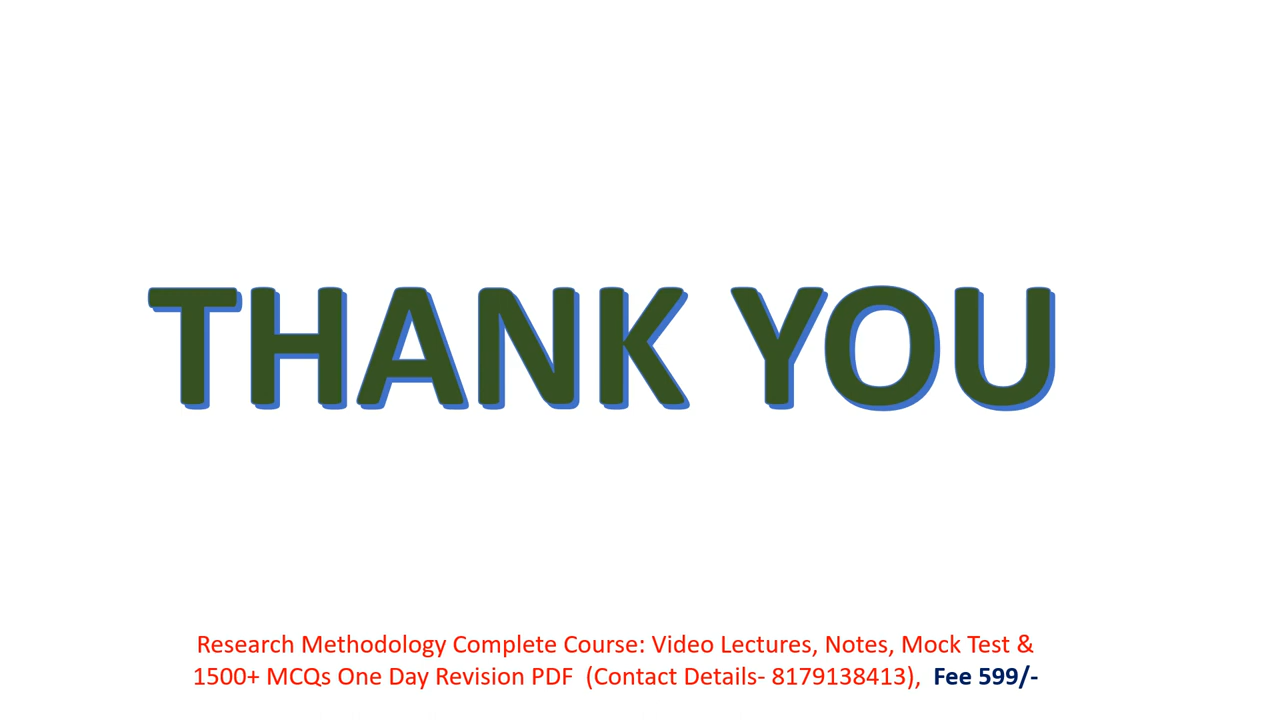 THANK YOU
Research Methodology Complete Course: Video Lectures, Notes, Mock Test &
1500+ MCQs One Day Revision PDF (Contact Details- 8179138413), Fee 599/-